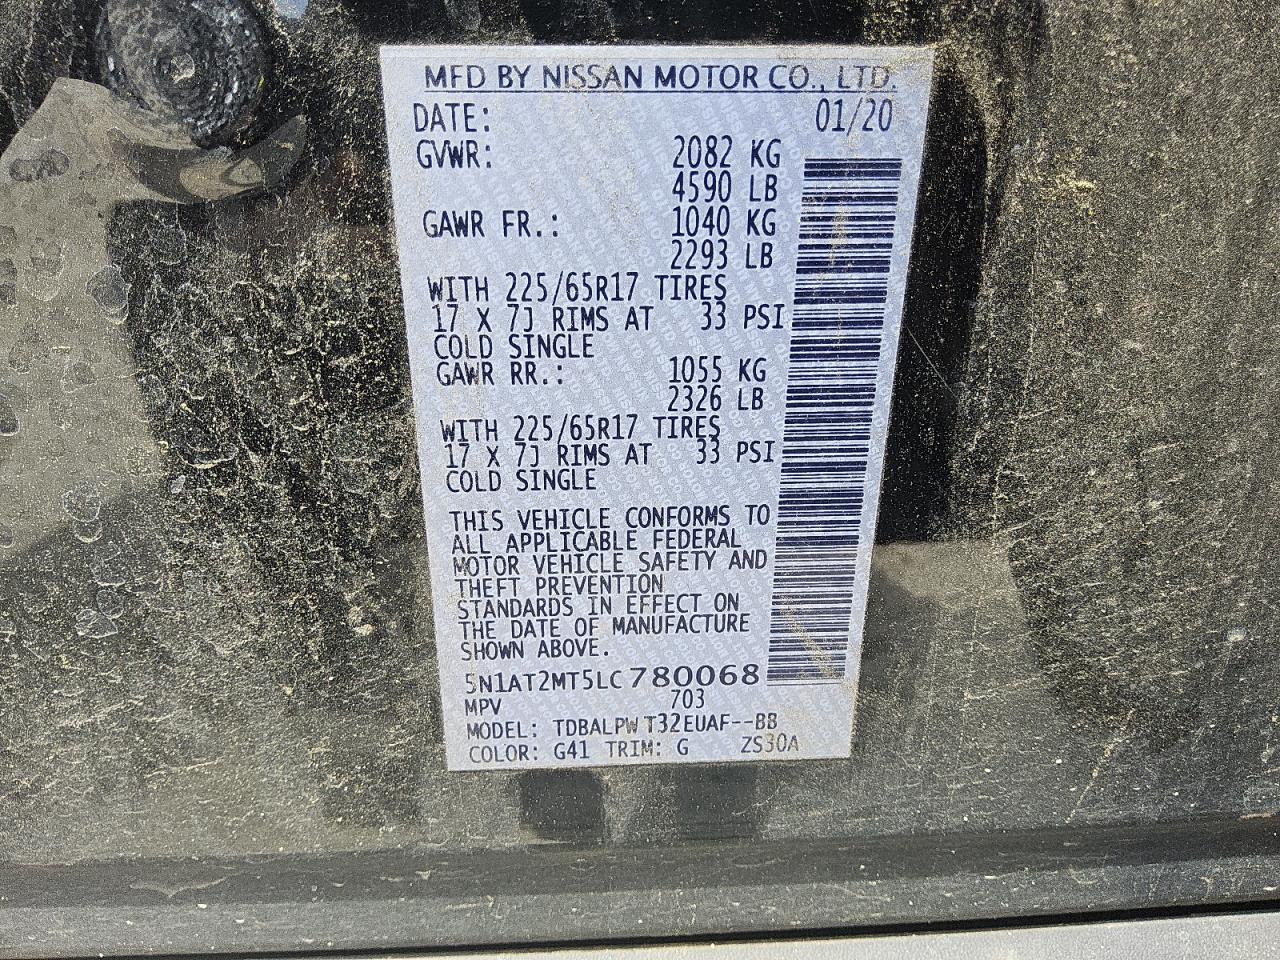 MFD BY NISSAN MOTOR CO., LTD.
DATE: 01/20
GVWR: 2082 KG
4590 LB
GAWR FR.: 1040 KG
2293 LB
WITH 225/65R17 TIRES
17 X 7J RIMS AT 33 PSI
COLD SINGLE
GAWR RR.: 1055 KG
2326 LB
WITH 225/65R17 TIRES
17 X 7J RIMS AT 33 PSI
COLD SINGLE
THIS VEHICLE CONFORMS TO
ALL APPLICABLE FEDERAL
MOTOR VEHICLE SAFETY AND
THEFT PREVENTION
STANDARDS IN EFFECT ON
THE DATE OF MANUFACTURE
SHOWN ABOVE.
5N1AT2MT5LC780068
MPV 703
MODEL: TDBALPW T32EUAF--BB
COLOR: G41 TRIM: G ZS30A